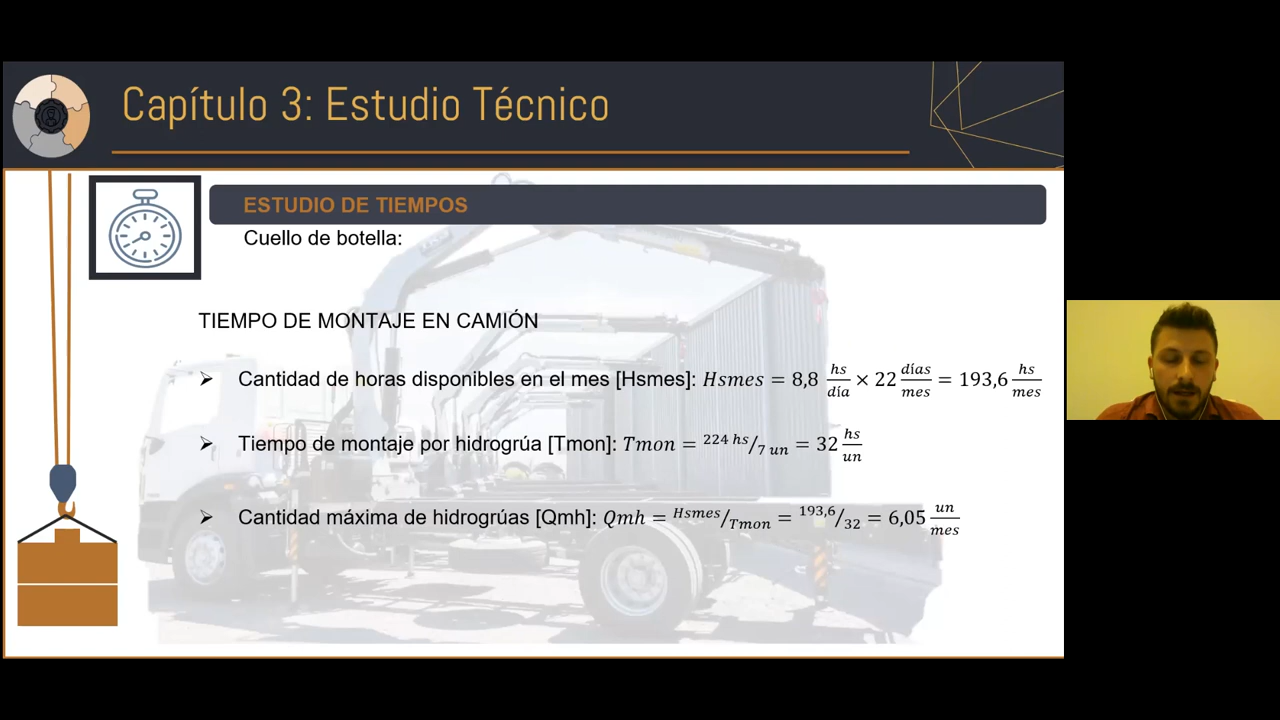 Capítulo 3: Estudio Técnico
ESTUDIO DE TIEMPOS
Cuello de botella:
TIEMPO DE MONTAJE EN CAMIÓN
➢ Cantidad de horas disponibles en el mes [Hsmes]: Hsmes = 8,8 hs/día × 22 días/mes = 193,6 hs/mes
➢ Tiempo de montaje por hidrogrúa [Tmon]: Tmon = 224 hs/7 un = 32 hs/un
➢ Cantidad máxima de hidrogrúas [Qmh]: Qmh = Hsmes/Tmon = 193,6/32 = 6,05 un/mes